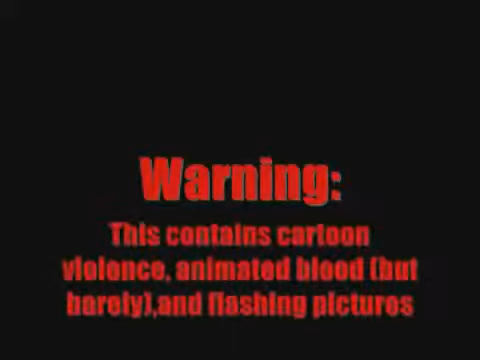 Warning:
This contains cartoon
violence, animated blood (but
barely),and flashing pictures